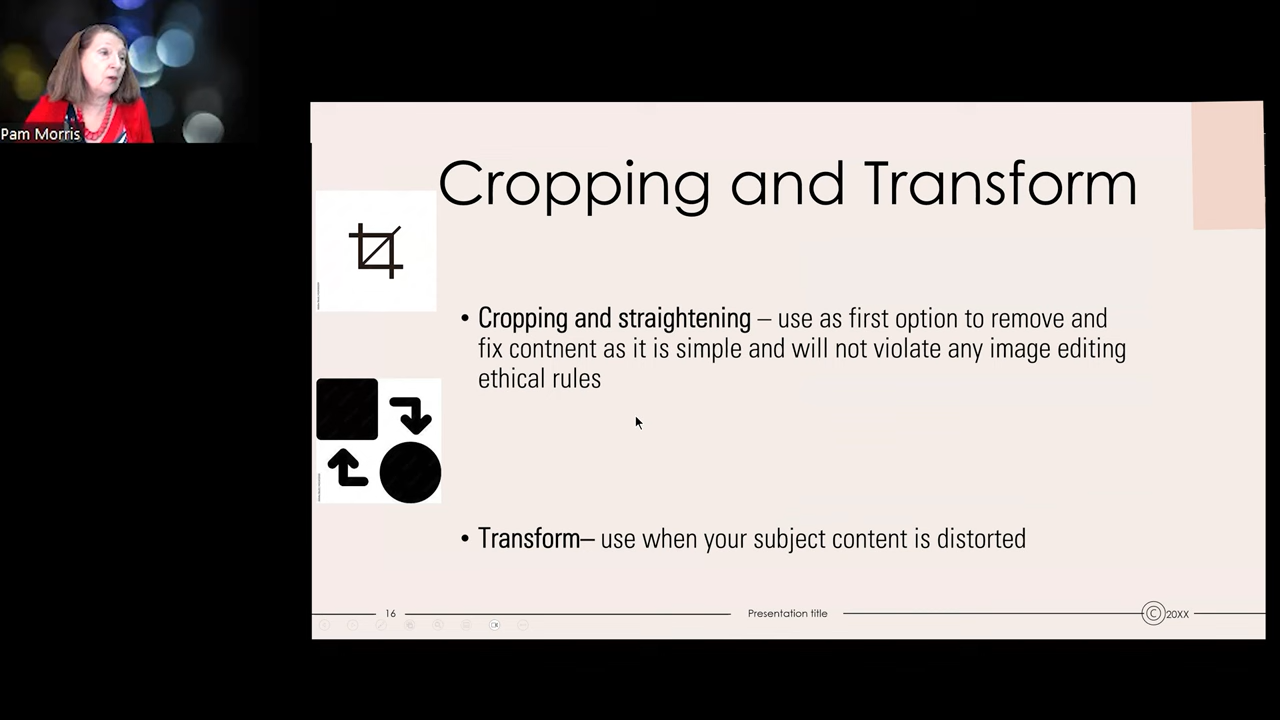 Pam Morris
Cropping and Transform
• Cropping and straightening – use as first option to remove and
fix contnent as it is simple and will not violate any image editing
ethical rules
• Transform– use when your subject content is distorted
16
Presentation title
© 20XX